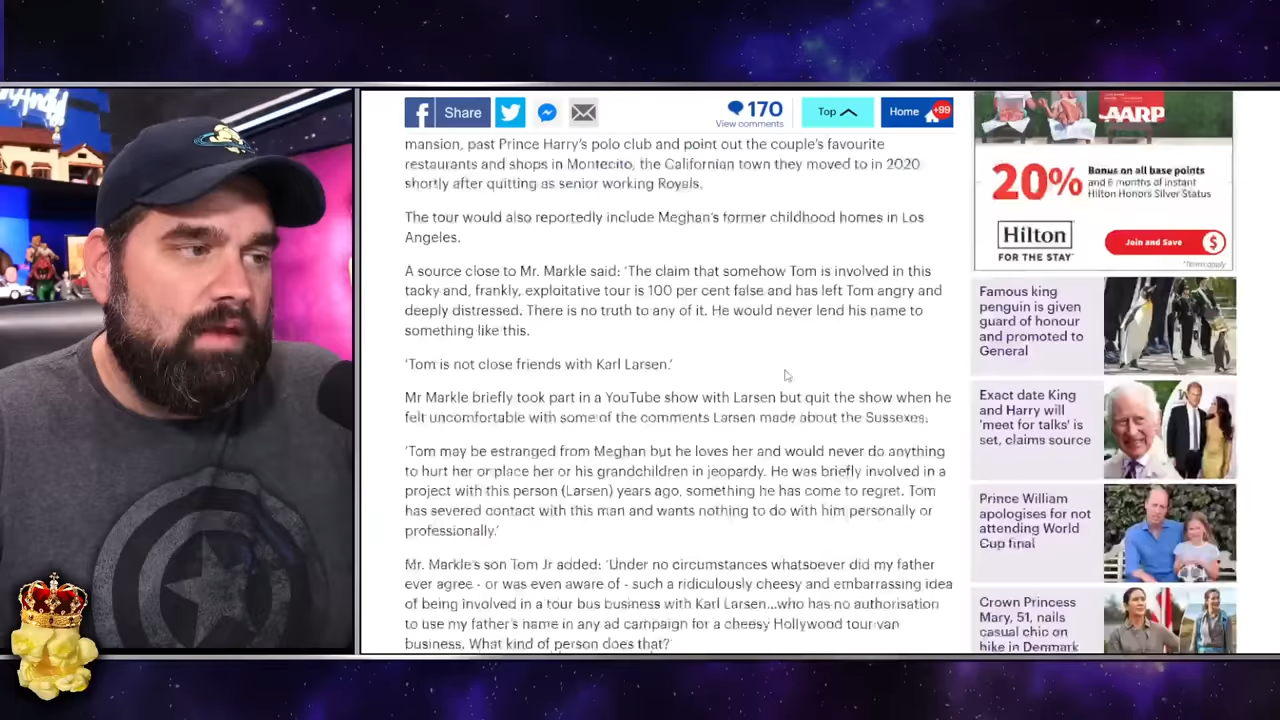 Share
170
View comments
Top
Home
+99
mansion, past Prince Harry's polo club and point out the couple's favourite
restaurants and shops in Montecito, the Californian town they moved to in 2020
shortly after quitting as senior working Royals.
The tour would also reportedly include Meghan's former childhood homes in Los
Angeles.
A source close to Mr. Markle said: 'The claim that somehow Tom is involved in this
tacky and, frankly, exploitative tour is 100 per cent false and has left Tom angry and
deeply distressed. There is no truth to any of it. He would never lend his name to
something like this.
'Tom is not close friends with Karl Larsen.'
Mr Markle briefly took part in a YouTube show with Larsen but quit the show when he
felt uncomfortable with some of the comments Larsen made about the Sussexes.
'Tom may be estranged from Meghan but he loves her and would never do anything
to hurt her or place her or his grandchildren in jeopardy. He was briefly involved in a
project with this person (Larsen) years ago, something he has come to regret. Tom
has severed contact with this man and wants nothing to do with him personally or
professionally.'
Mr. Markle's son Tom Jr added: 'Under no circumstances whatsoever did my father
ever agree - or was even aware of - such a ridiculously cheesy and embarrassing idea
of being involved in a tour bus business with Karl Larsen...who has no authorisation
to use my father's name in any ad campaign for a cheesy Hollywood tour van
business. What kind of person does that?'
AARP
20%
Bonus on all base points
and 6 months of instant
Hilton Honors Silver Status
Hilton
FOR THE STAY
Join and Save
$
*Terms apply
Famous king
penguin is given
guard of honour
and promoted to
General
Exact date King
and Harry will
'meet for talks' is
set, claims source
Prince William
apologises for not
attending World
Cup final
Crown Princess
Mary, 51, nails
casual chic on
hike in Denmark